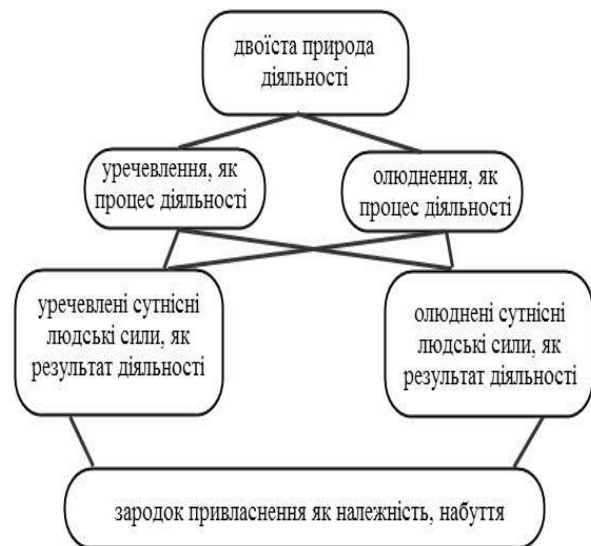 двоїста природа
діяльності
уречевлення, як
процес діяльності
олюднення, як
процес діяльності
уречевлені сутнісні
людські сили, як
результат діяльності
олюднені сутнісні
людські сили, як
результат діяльності
зародок привласнення як належність, набуття